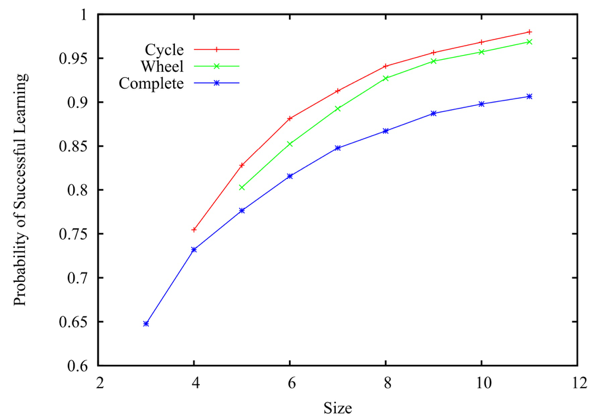 1
0.95
0.9
0.85
0.8
0.75
0.7
0.65
0.6
Probability of Successful Learning
Cycle
Wheel
Complete
2 4 6 8 10 12
Size